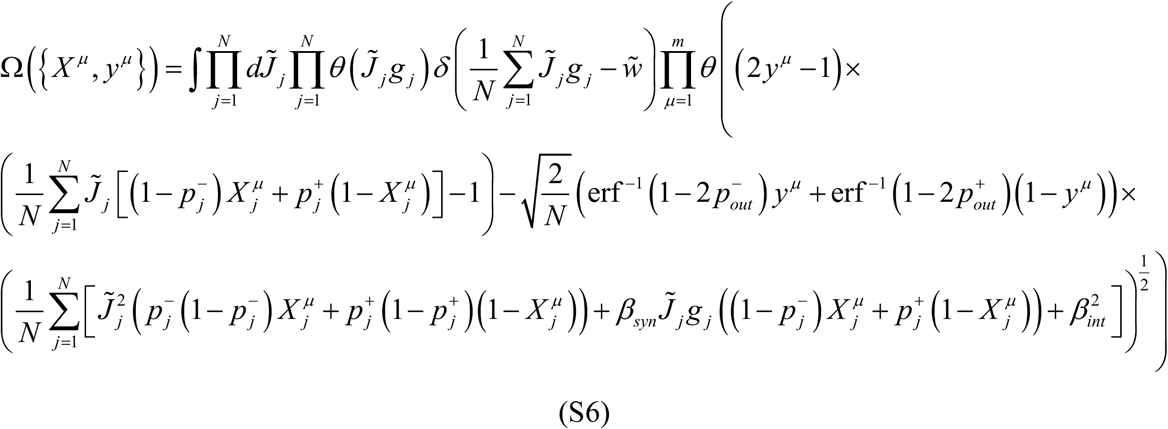 Ω({X^μ, y^μ}) = ∫ ∏_{j=1}^{N} dJ̃_j ∏_{j=1}^{N} θ(J̃_j g_j) δ( (1/N) ∑_{j=1}^{N} J̃_j g_j − w̃ ) ∏_{μ=1}^{m} θ( (2y^μ − 1) ×
( (1/N) ∑_{j=1}^{N} J̃_j [ (1 − p_j^−) X_j^μ + p_j^+ (1 − X_j^μ) ] − 1 ) − √(2/N) ( erf^{−1}(1 − 2p_{out}^−) y^μ + erf^{−1}(1 − 2p_{out}^+)(1 − y^μ) ) ×
( (1/N) ∑_{j=1}^{N} [ J̃_j^2 ( p_j^− (1 − p_j^−) X_j^μ + p_j^+ (1 − p_j^+)(1 − X_j^μ) ) + β_{syn} J̃_j g_j ( (1 − p_j^−) X_j^μ + p_j^+ (1 − X_j^μ) ) + β_{int}^2 ] )^{1/2} )
(S6)